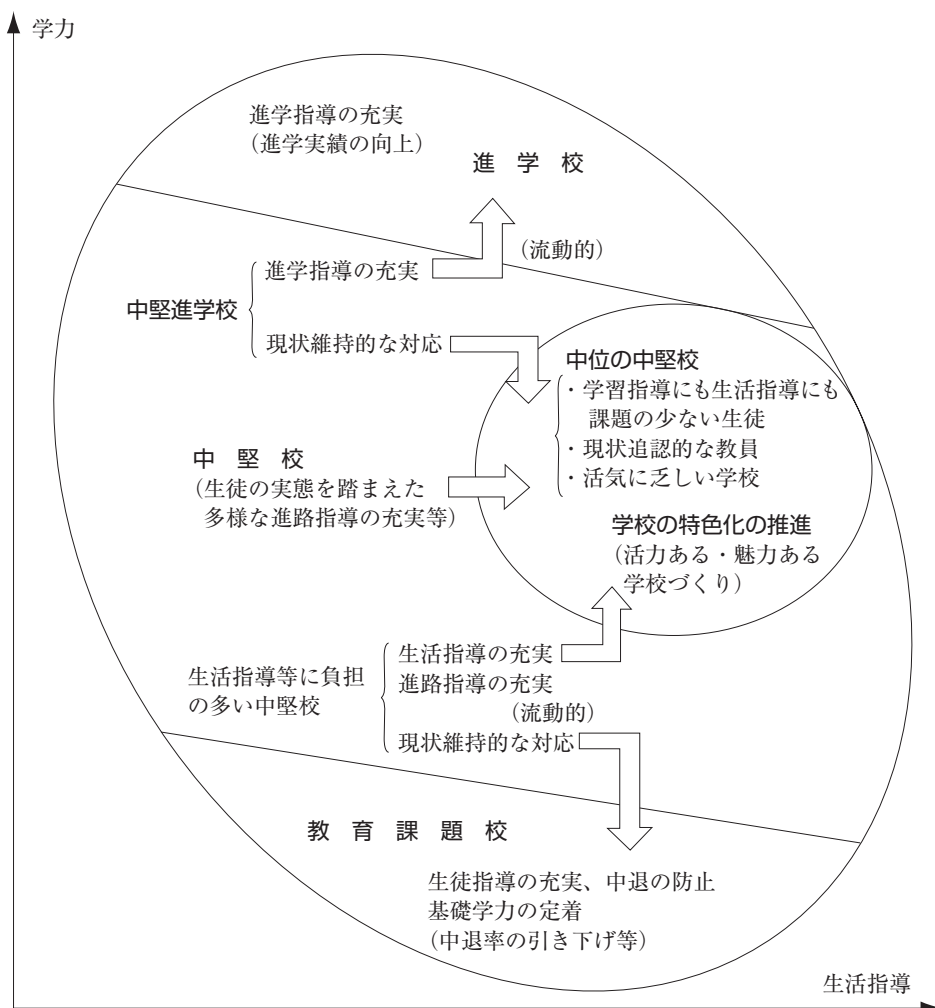 学力
進学指導の充実
（進学実績の向上）
進学校
（流動的）
進学指導の充実
中堅進学校
現状維持的な対応
中位の中堅校
・学習指導にも生活指導にも
課題の少ない生徒
・現状追認的な教員
・活気に乏しい学校
中堅校
（生徒の実態を踏まえた
多様な進路指導の充実等）
学校の特色化の推進
（活力ある・魅力ある
学校づくり）
生活指導等に負担
の多い中堅校
生活指導の充実
進路指導の充実
（流動的）
現状維持的な対応
教育課題校
生徒指導の充実、中退の防止
基礎学力の定着
（中退率の引き下げ等）
生活指導